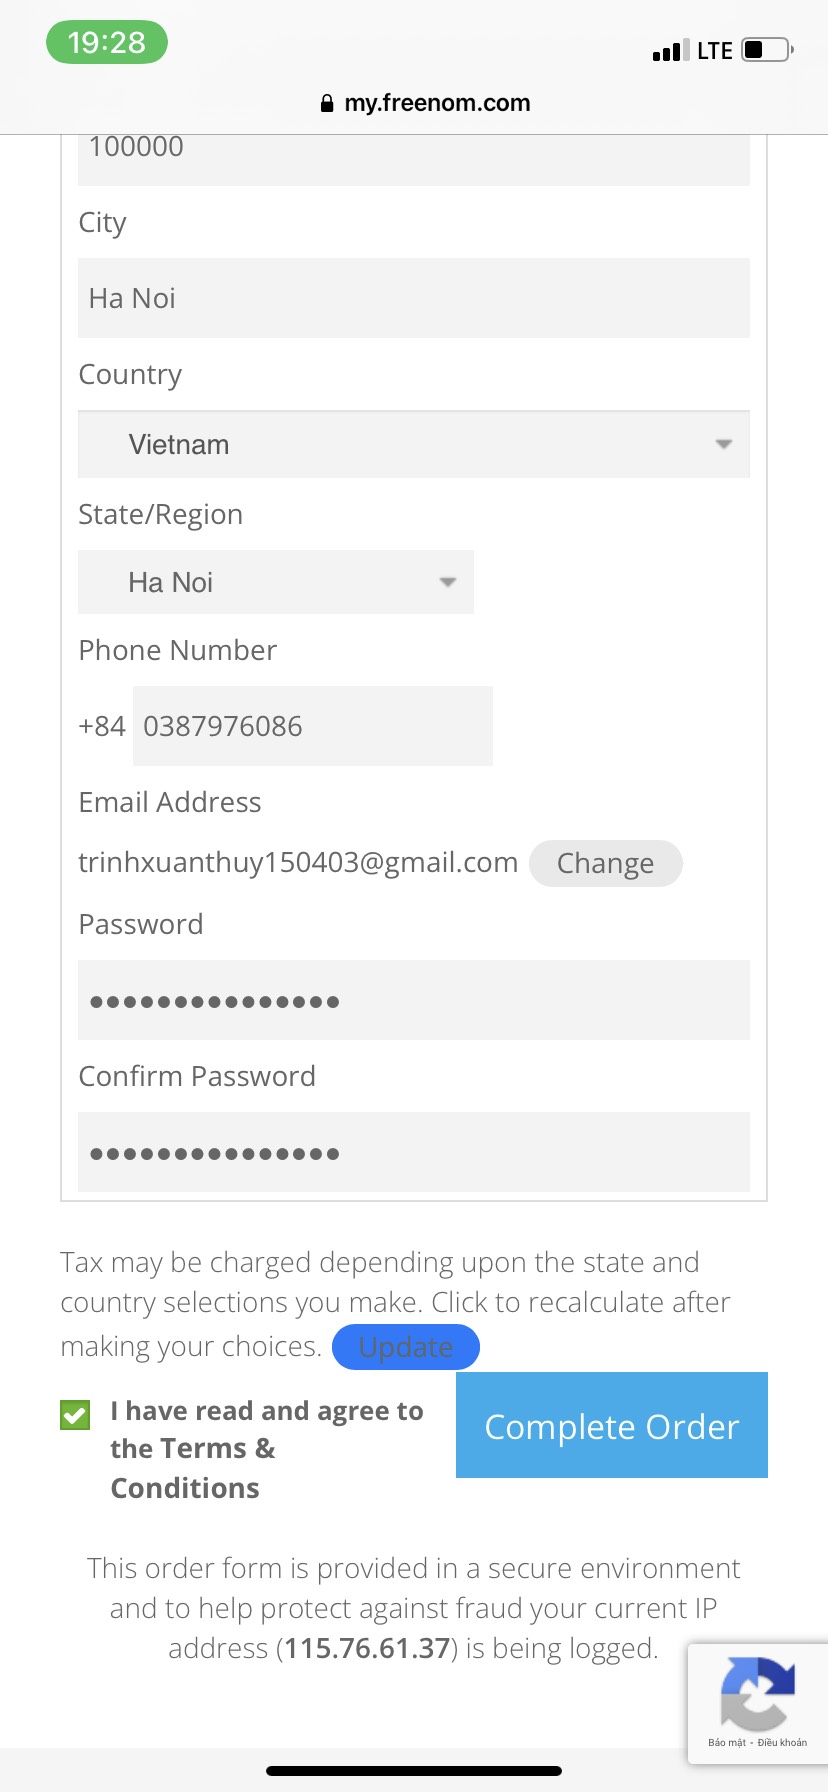 19:28
LTE
my.freenom.com
100000
City
Ha Noi
Country
Vietnam
State/Region
Ha Noi
Phone Number
+84 0387976086
Email Address
trinhxuanthuy150403@gmail.com Change
Password
•••••••••••••••
Confirm Password
•••••••••••••••
Tax may be charged depending upon the state and
country selections you make. Click to recalculate after
making your choices. Update
I have read and agree to
the Terms &
Conditions
Complete Order
This order form is provided in a secure environment
and to help protect against fraud your current IP
address (115.76.61.37) is being logged.
Bảo mật - Điều khoản